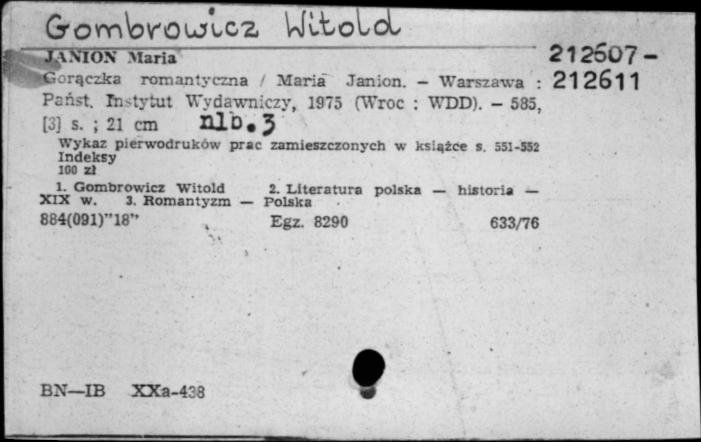 Gombrowicz Witold
JANION Maria
212607-
Gorączka romantyczna / Maria Janion. — Warszawa :
212611
Państ. Instytut Wydawniczy, 1975 (Wroc : WDD). — 585,
[3] s. ; 21 cm nlb. 3
Wykaz pierwodruków prac zamieszczonych w książce s. 551-552
Indeksy
100 zł
1. Gombrowicz Witold 2. Literatura polska — historia —
XIX w. 3. Romantyzm — Polska
884(091)"18" Egz. 8290 633/76
BN—IB XXa-438